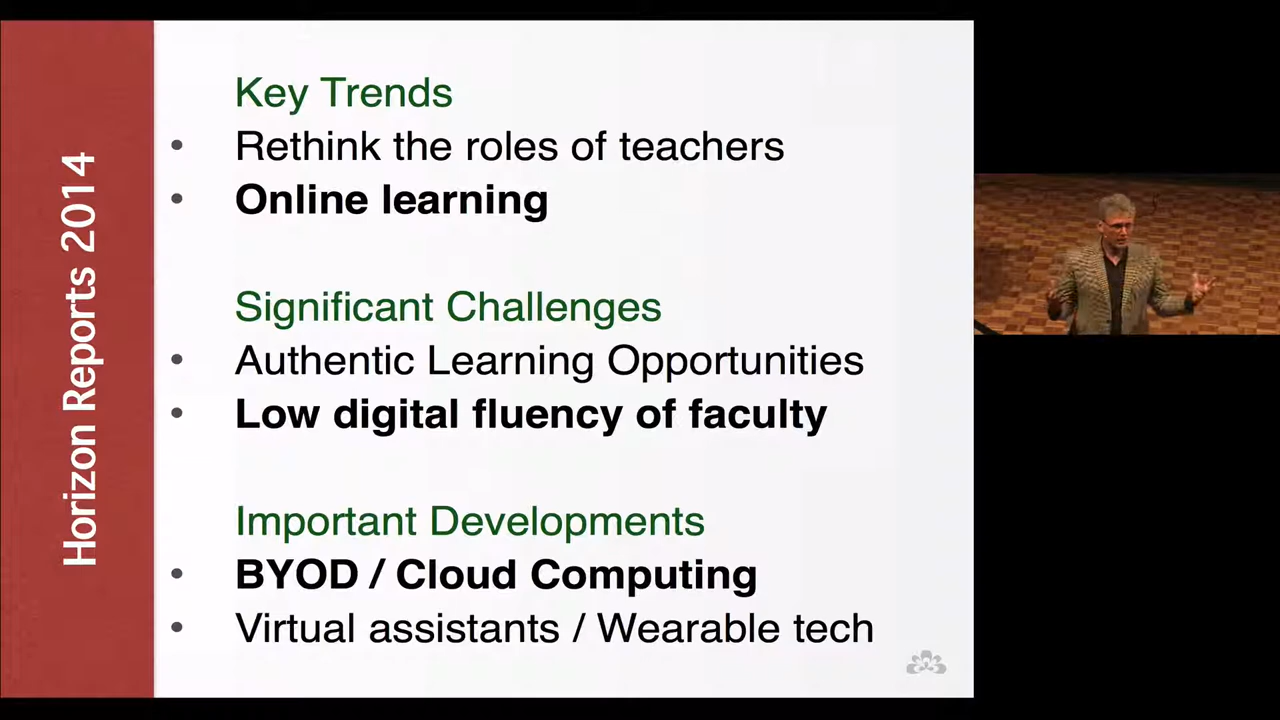 Horizon Reports 2014
Key Trends
• Rethink the roles of teachers
• Online learning
Significant Challenges
• Authentic Learning Opportunities
• Low digital fluency of faculty
Important Developments
• BYOD / Cloud Computing
• Virtual assistants / Wearable tech